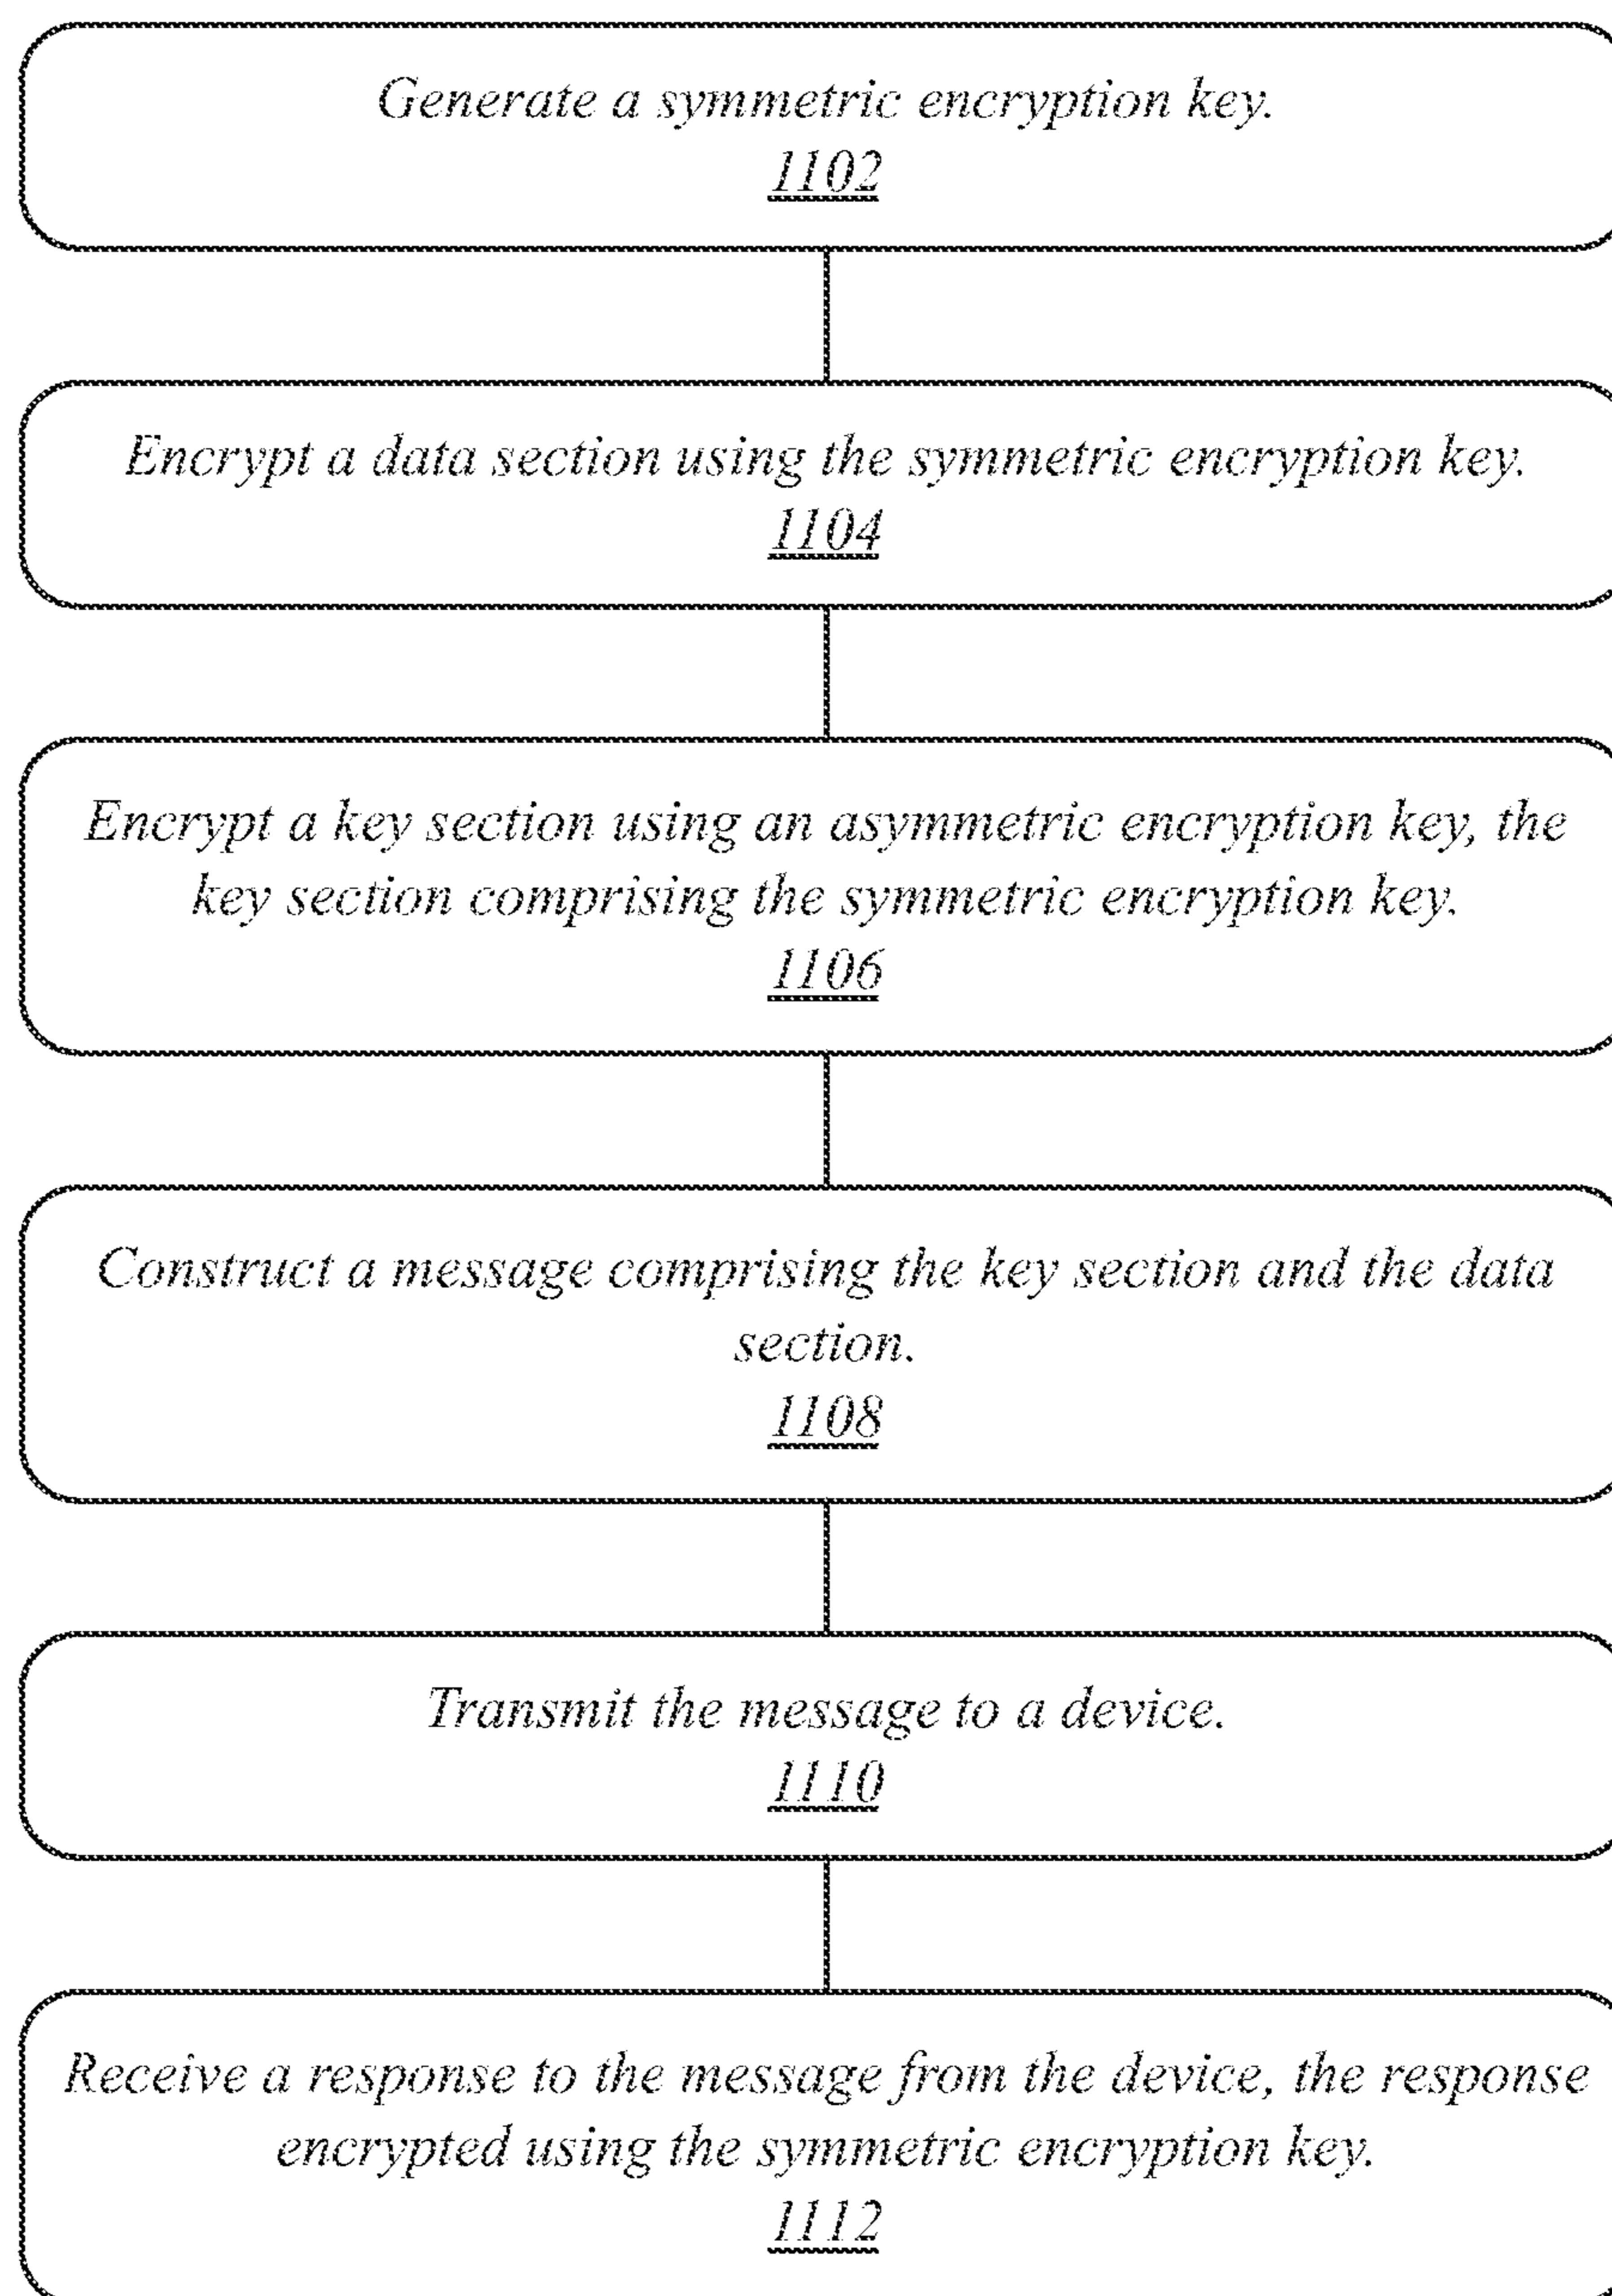 Generate a symmetric encryption key.
1102
Encrypt a data section using the symmetric encryption key.
1104
Encrypt a key section using an asymmetric encryption key, the
key section comprising the symmetric encryption key.
1106
Construct a message comprising the key section and the data
section.
1108
Transmit the message to a device.
1110
Receive a response to the message from the device, the response
encrypted using the symmetric encryption key.
1112